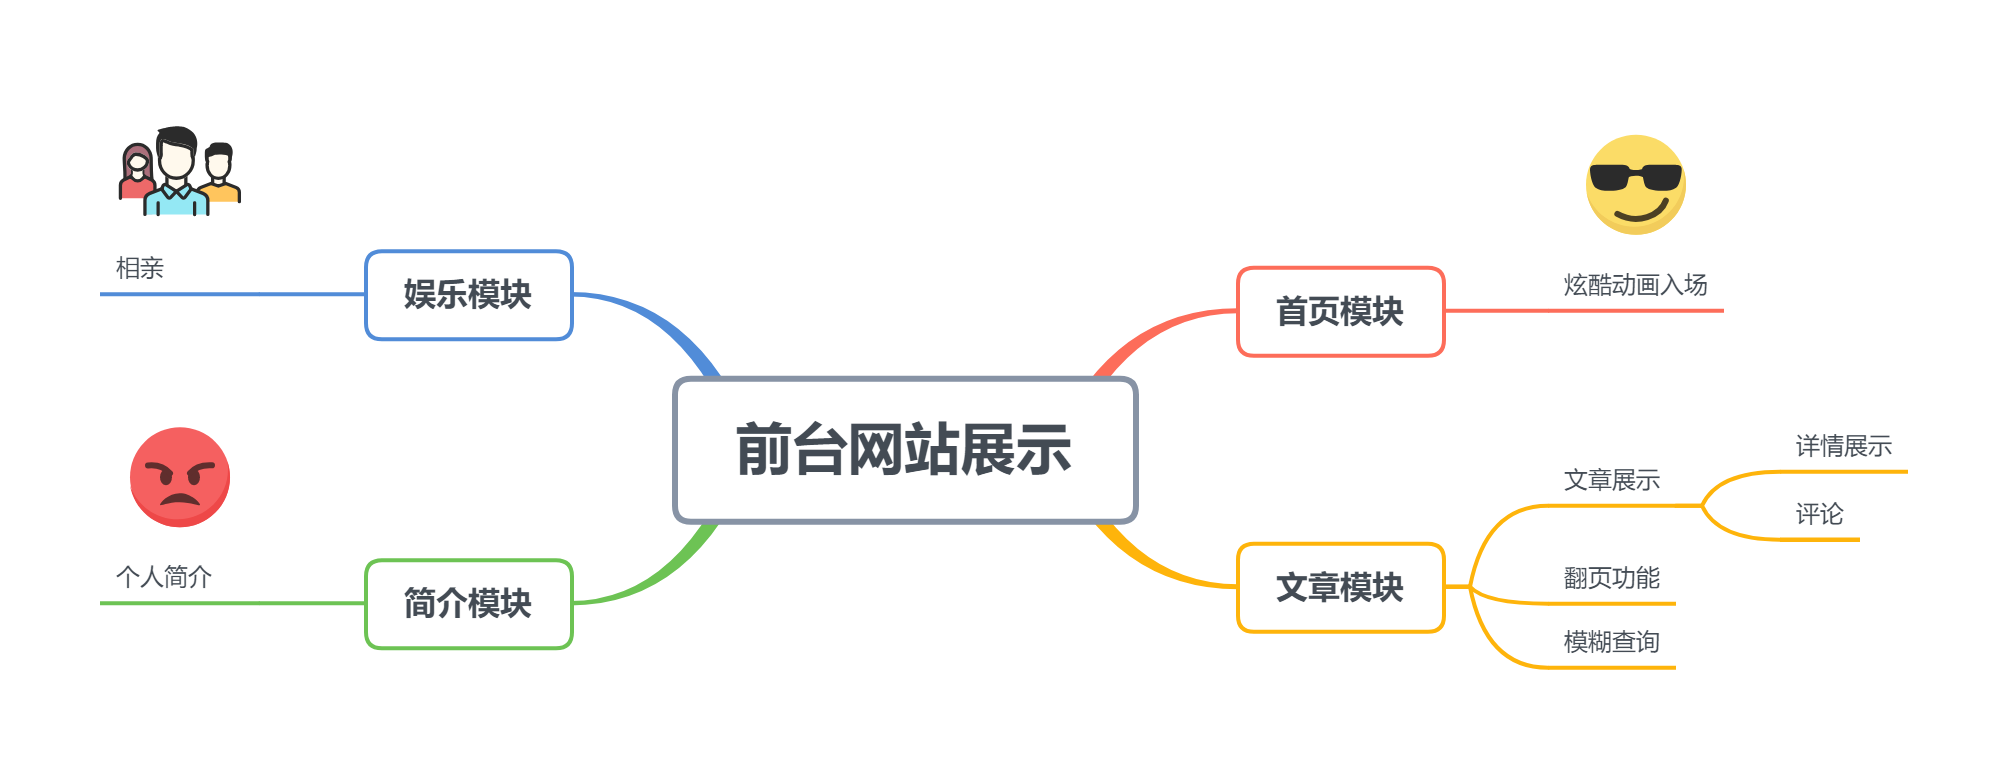 前台网站展示
首页模块
炫酷动画入场
文章模块
文章展示
详情展示
评论
翻页功能
模糊查询
娱乐模块
相亲
简介模块
个人简介